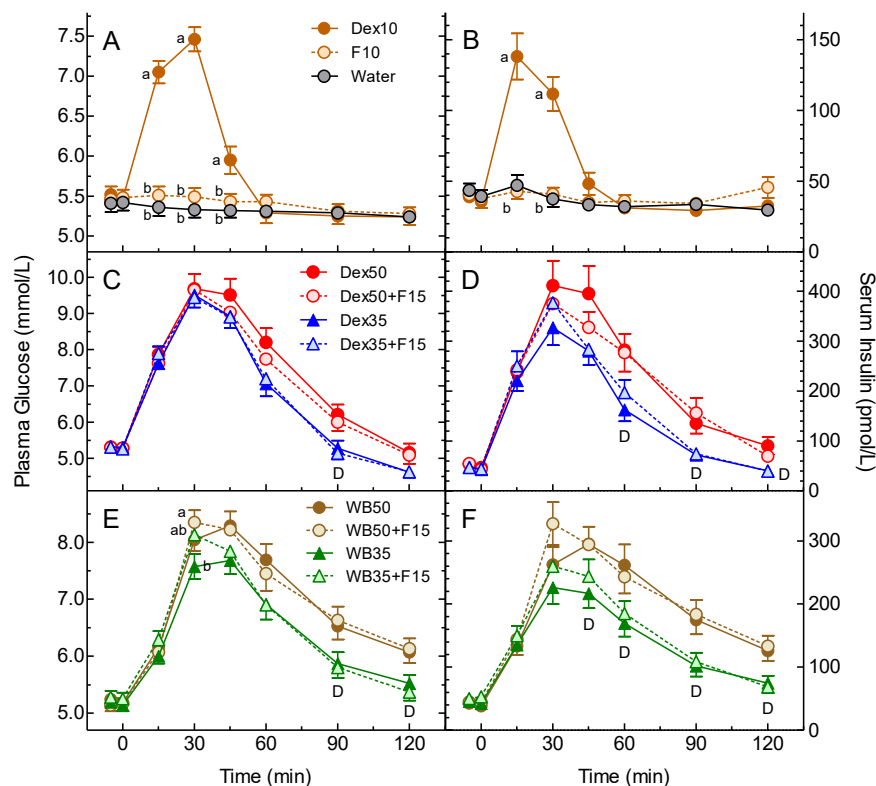 A
Dex10
F10
Water
7.5
7.0
6.5
6.0
5.5
5.0
a
a
a
b
b
b
b
b
b
B
150
100
50
0
a
a
b
b
C
Dex50
Dex50+F15
Dex35
Dex35+F15
10.0
9.0
8.0
7.0
6.0
5.0
D
D
400
300
200
100
0
D
D
D
E
WB50
WB50+F15
WB35
WB35+F15
8.0
7.0
6.0
5.0
a
ab
b
D
D
F
300
200
100
0
D
D
D
D
Plasma Glucose (mmol/L)
Serum Insulin
(pmol/L)
0 30 60 90 120
0 30 60 90 120
Time (min)
Time (min)